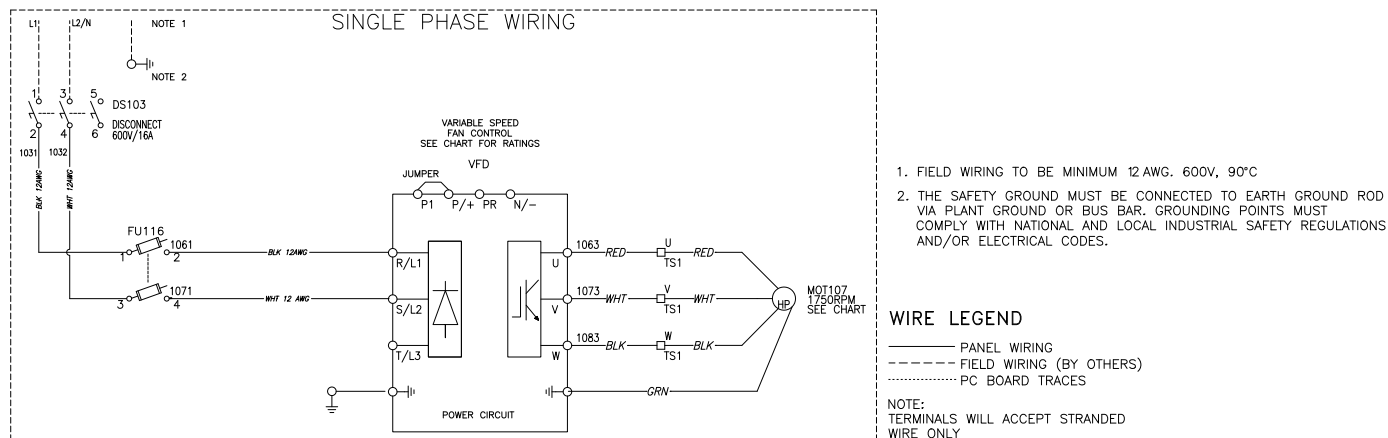 SINGLE PHASE WIRING
L1
L2/N
NOTE 1
NOTE 2
1
3
5
DS103
DISCONNECT
600V/16A
2
4
6
1031
1032
BLK 12AWG
WHT 12AWG
VARIABLE SPEED
FAN CONTROL
SEE CHART FOR RATINGS
VFD
JUMPER
P1
P/+
PR
N/-
FU116
1
1061
2
BLK 12AWG
R/L1
3
1071
4
WHT 12 AWG
S/L2
T/L3
U
1063
RED
U
TS1
RED
V
1073
WHT
V
TS1
WHT
W
1083
BLK
W
TS1
BLK
HP
MOT107
1750RPM
SEE CHART
GRN
POWER CIRCUIT
1. FIELD WIRING TO BE MINIMUM 12 AWG. 600V, 90°C
2. THE SAFETY GROUND MUST BE CONNECTED TO EARTH GROUND ROD
VIA PLANT GROUND OR BUS BAR. GROUNDING POINTS MUST
COMPLY WITH NATIONAL AND LOCAL INDUSTRIAL SAFETY REGULATIONS
AND/OR ELECTRICAL CODES.
WIRE LEGEND
PANEL WIRING
FIELD WIRING (BY OTHERS)
PC BOARD TRACES
NOTE:
TERMINALS WILL ACCEPT STRANDED
WIRE ONLY